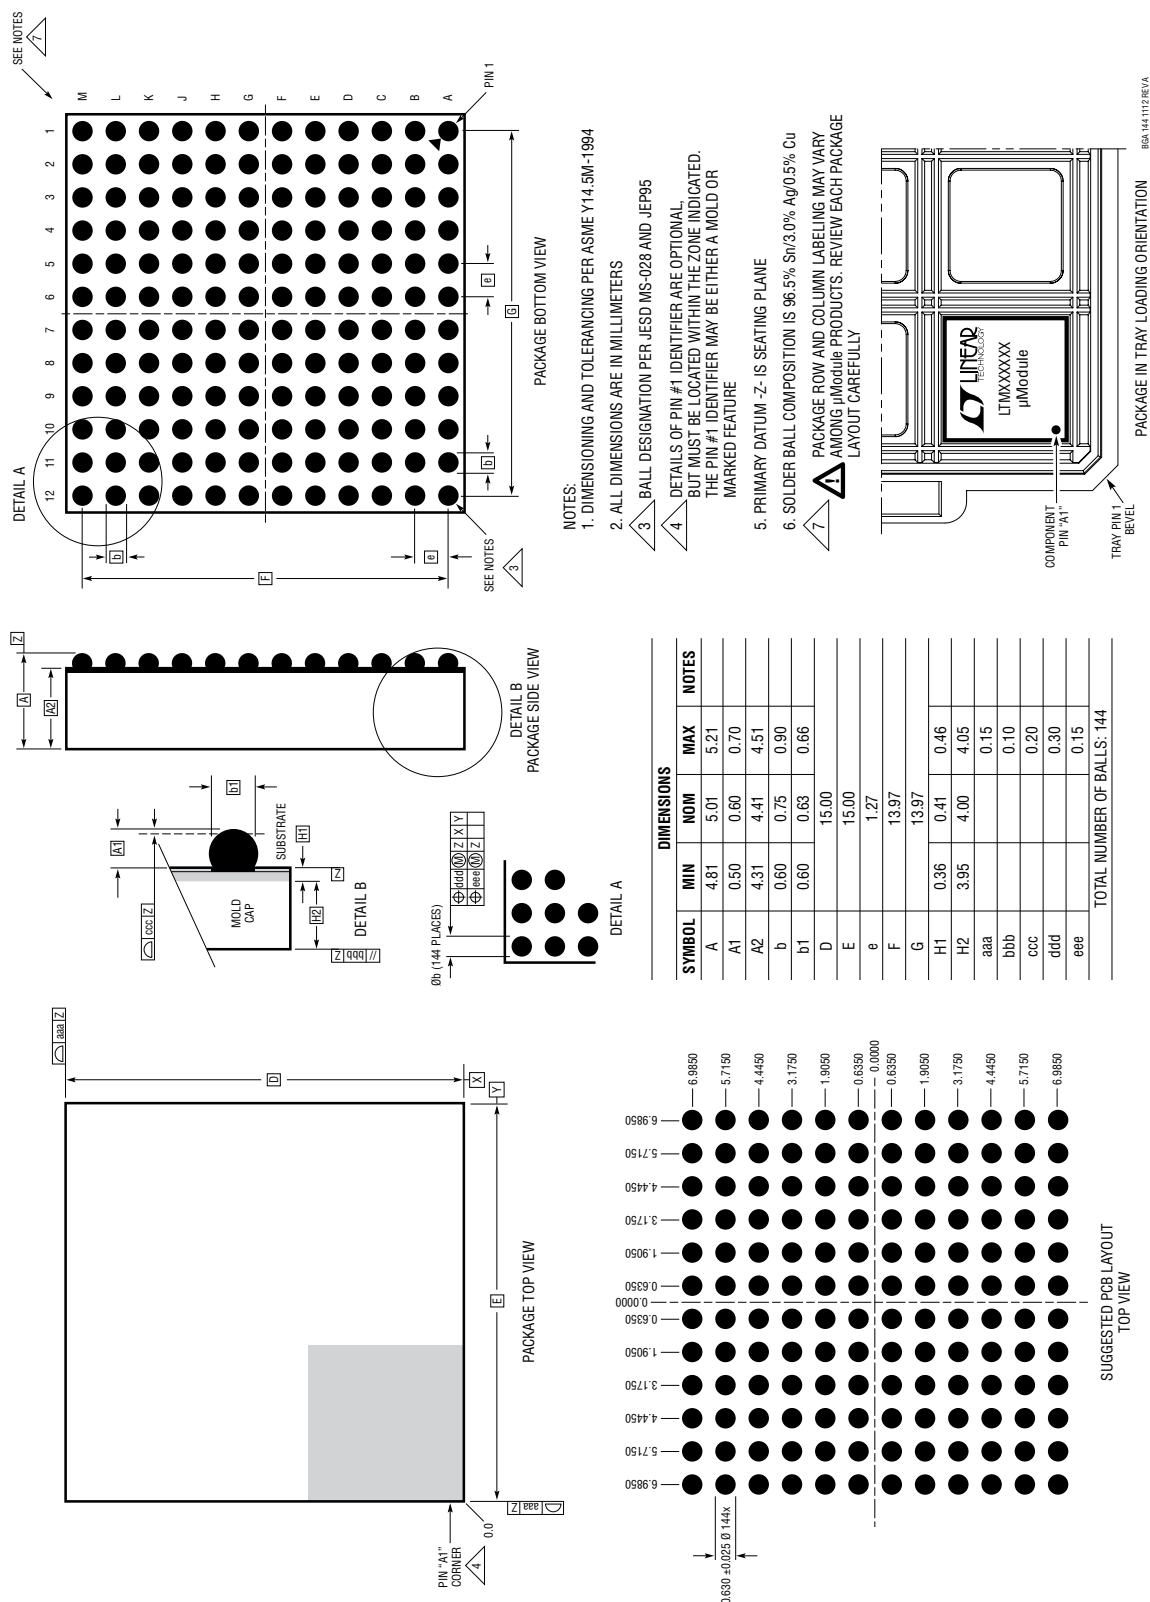 PACKAGE TOP VIEW
PIN “A1”
CORNER
4
0.0
E
D
X
Y
aaa Z
aaa Z
SUGGESTED PCB LAYOUT
TOP VIEW
0.630 ±0.025 Ø 144x
6.9850
5.7150
4.4450
3.1750
1.9050
0.6350
0.0000
0.6350
1.9050
3.1750
4.4450
5.7150
6.9850
6.9850
5.7150
4.4450
3.1750
1.9050
0.6350
0.0000
0.6350
1.9050
3.1750
4.4450
5.7150
6.9850
DETAIL B
MOLD
CAP
SUBSTRATE
A1
ccc Z
b1
H1
H2
Z
// bbb Z
DETAIL B
PACKAGE SIDE VIEW
A
A2
Z
DETAIL A
Øb (144 PLACES)
ddd M Z X Y
eee M Z
DIMENSIONS
SYMBOL MIN NOM MAX NOTES
A 4.81 5.01 5.21
A1 0.50 0.60 0.70
A2 4.31 4.41 4.51
b 0.60 0.75 0.90
b1 0.60 0.63 0.66
D 15.00
E 15.00
e 1.27
F 13.97
G 13.97
H1 0.36 0.41 0.46
H2 3.95 4.00 4.05
aaa 0.15
bbb 0.10
ccc 0.20
ddd 0.30
eee 0.15
TOTAL NUMBER OF BALLS: 144
DETAIL A
PACKAGE BOTTOM VIEW
SEE NOTES
7
SEE NOTES
3
PIN 1
12 11 10 9 8 7 6 5 4 3 2 1
M
L
K
J
H
G
F
E
D
C
B
A
b
e
F
b
e
G
NOTES:
1. DIMENSIONING AND TOLERANCING PER ASME Y14.5M-1994
2. ALL DIMENSIONS ARE IN MILLIMETERS
3 BALL DESIGNATION PER JESD MS-028 AND JEP95
4 DETAILS OF PIN #1 IDENTIFIER ARE OPTIONAL,
BUT MUST BE LOCATED WITHIN THE ZONE INDICATED.
THE PIN #1 IDENTIFIER MAY BE EITHER A MOLD OR
MARKED FEATURE
5. PRIMARY DATUM -Z- IS SEATING PLANE
6. SOLDER BALL COMPOSITION IS 96.5% Sn/3.0% Ag/0.5% Cu
7 ! PACKAGE ROW AND COLUMN LABELING MAY VARY
AMONG µModule PRODUCTS. REVIEW EACH PACKAGE
LAYOUT CAREFULLY
LT LINEAR
TECHNOLOGY
LTMXXXXXX
µModule
COMPONENT
PIN “A1”
TRAY PIN 1
BEVEL
PACKAGE IN TRAY LOADING ORIENTATION
BGA 144 1112 REV A